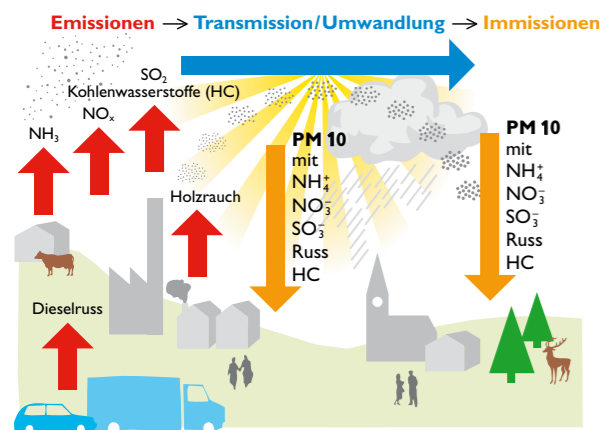 Emissionen → Transmission/Umwandlung → Immissionen
SO₂
Kohlenwasserstoffe (HC)
NOₓ
NH₃
Holzrauch
Dieselruss
PM 10
mit
NH₄⁺
NO₃⁻
SO₃⁻
Russ
HC
PM 10
mit
NH₄⁺
NO₃⁻
SO₃⁻
Russ
HC